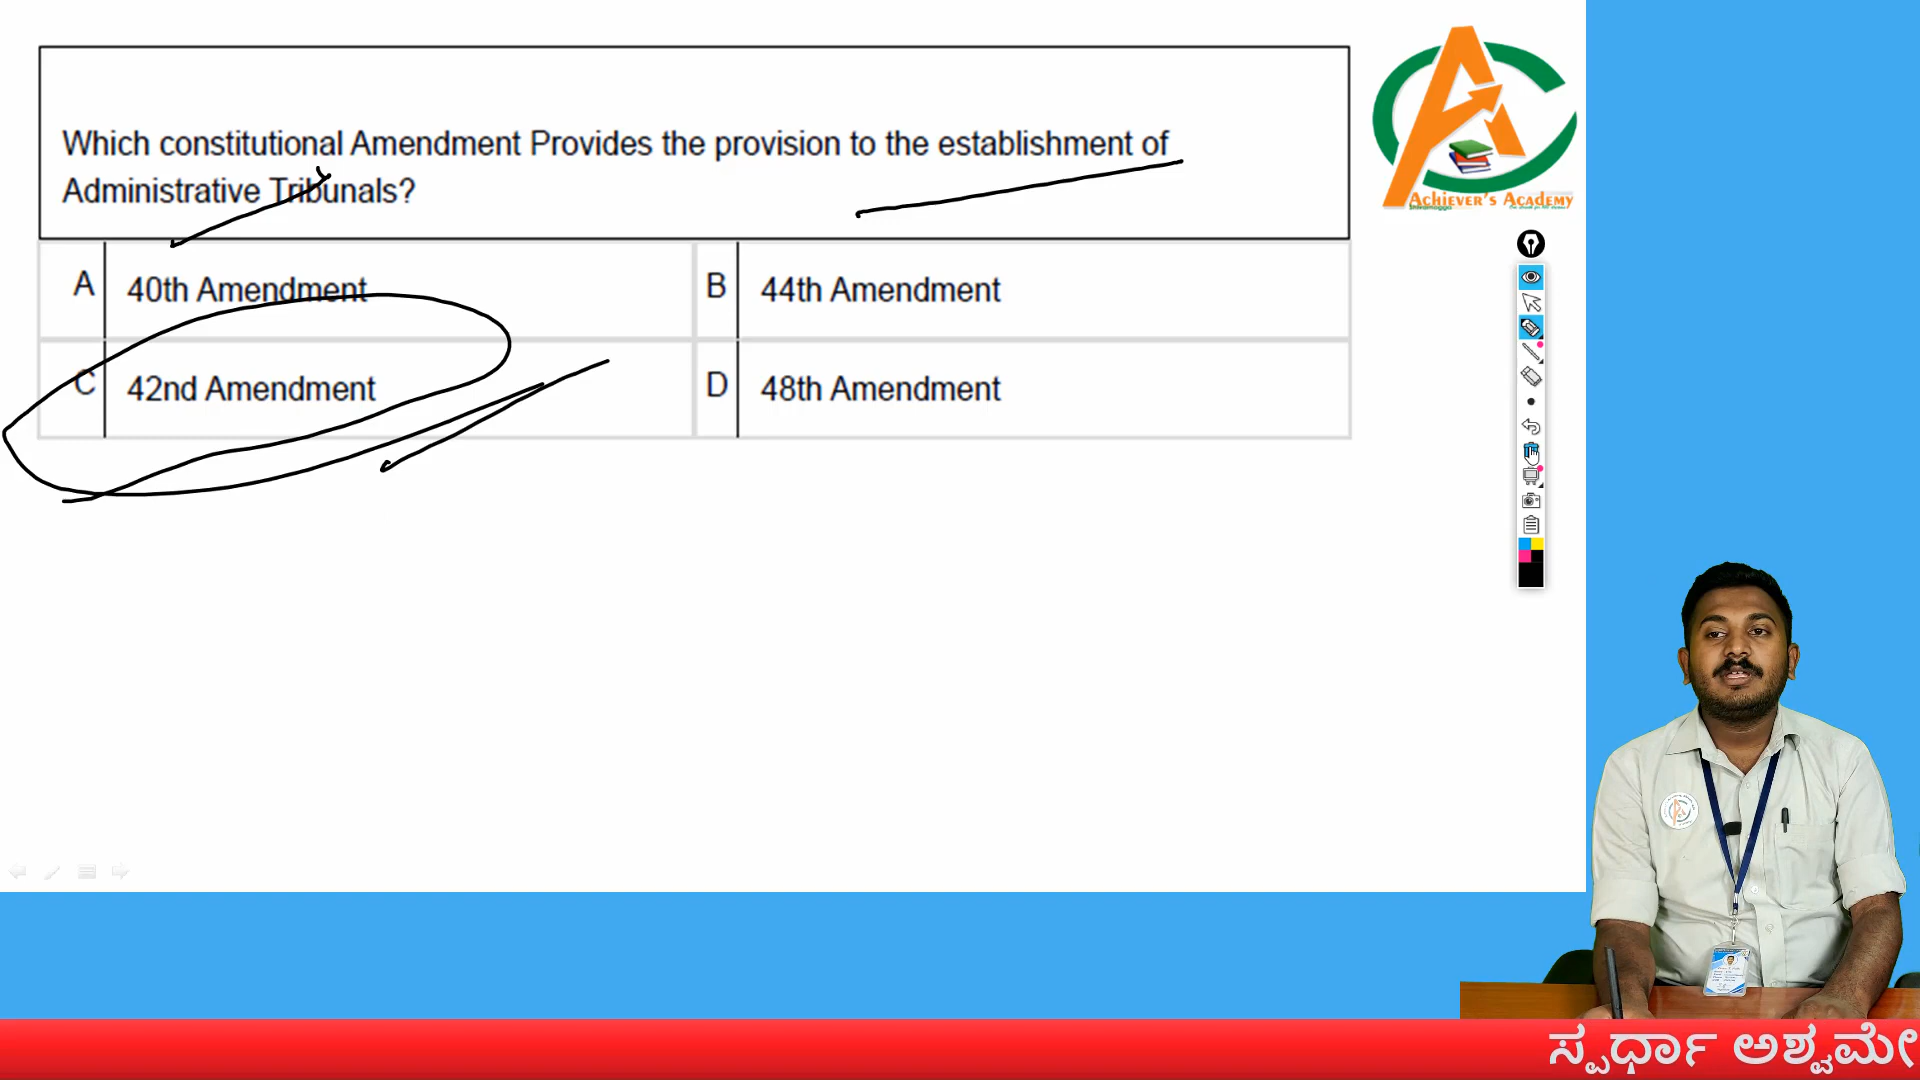 Which constitutional Amendment Provides the provision to the establishment of
Administrative Tribunals?
A 40th Amendment
B 44th Amendment
C 42nd Amendment
D 48th Amendment
ACHIEVER'S ACADEMY
ಸ್ಪರ್ಧಾ ಅಶ್ವಮೇ